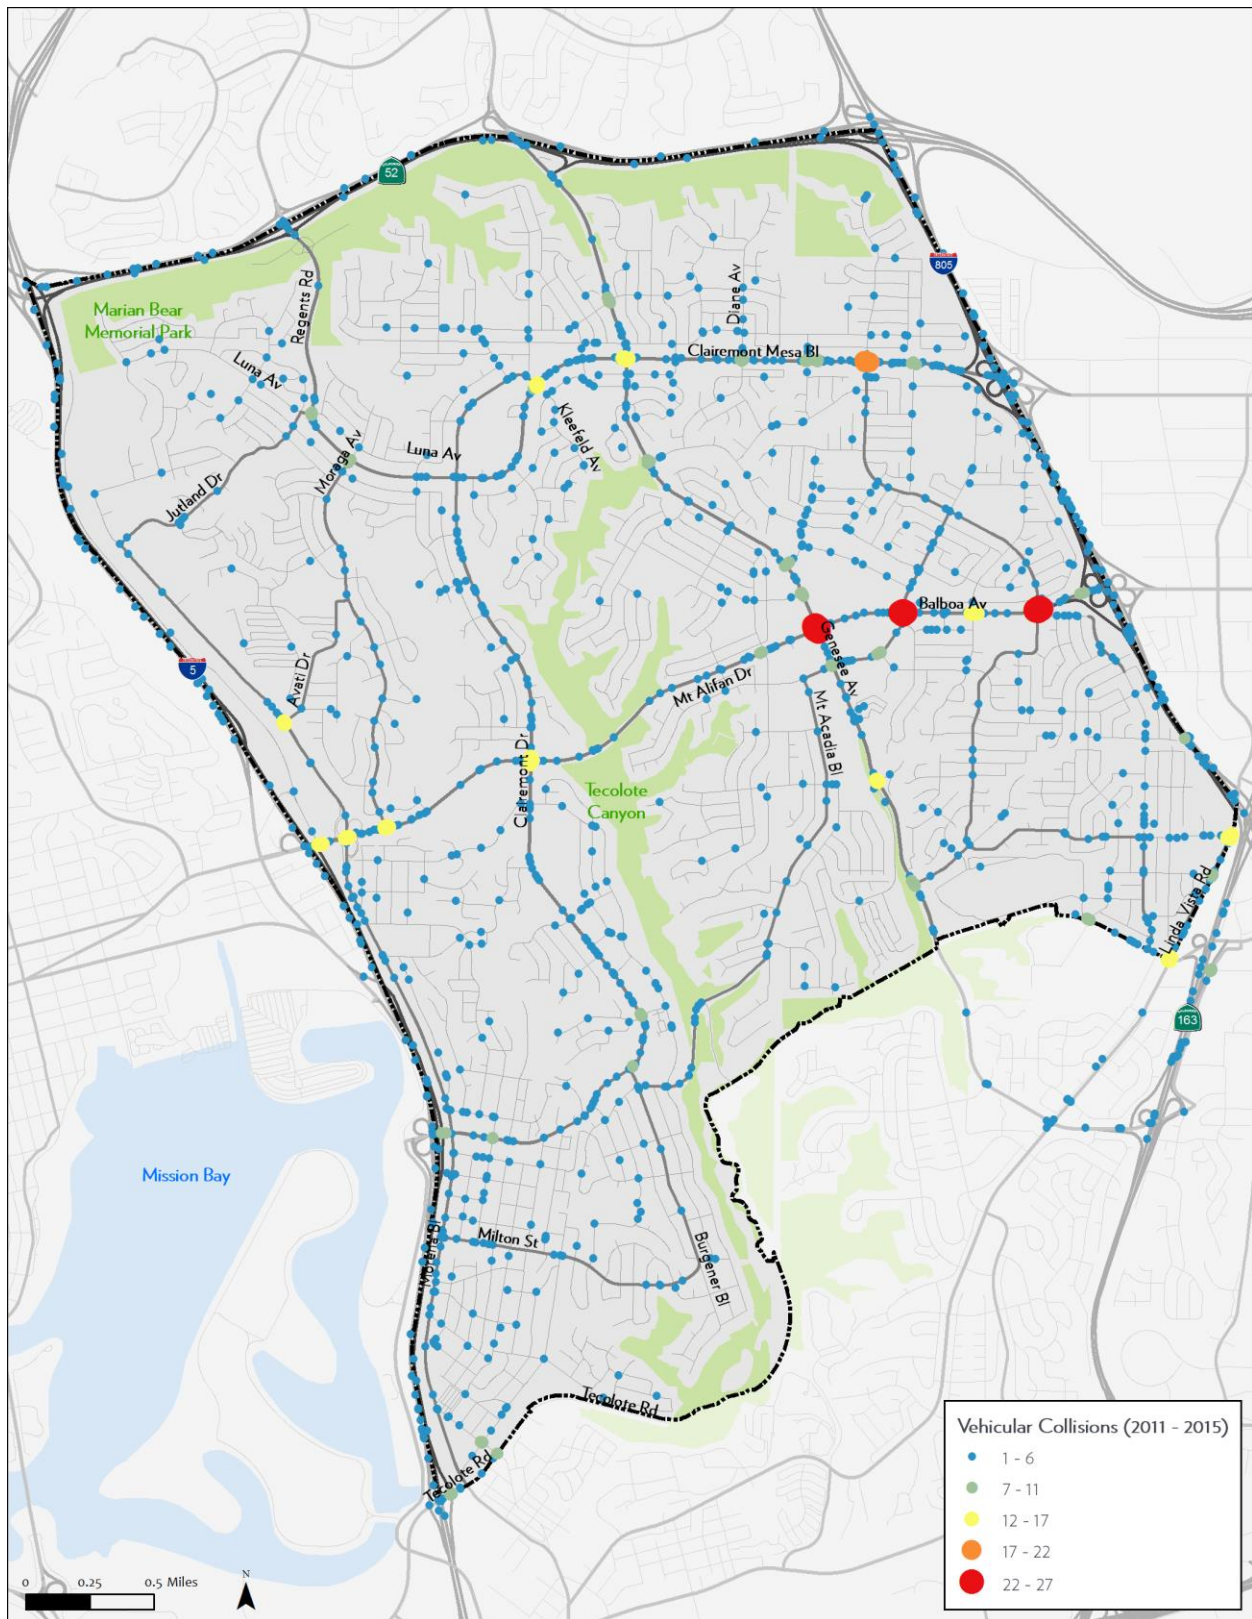 52
805
Marian Bear
Memorial Park
Regents Rd
Diane Av
Clairemont Mesa Bl
Luna Av
Kleefeld Av
Moraga Av
Luna Av
Jutland Dr
Balboa Av
Genesee Av
5
Avati Dr
Mt Alifan Dr
Mt Acadia Bl
Clairemont Dr
Tecolote
Canyon
Linda Vista Rd
163
Mission Bay
Morena Bl
Milton St
Burgener Bl
Tecolote Rd
Tecolote Rd
Vehicular Collisions (2011 - 2015)
1 - 6
7 - 11
12 - 17
17 - 22
22 - 27
0 0.25 0.5 Miles
N